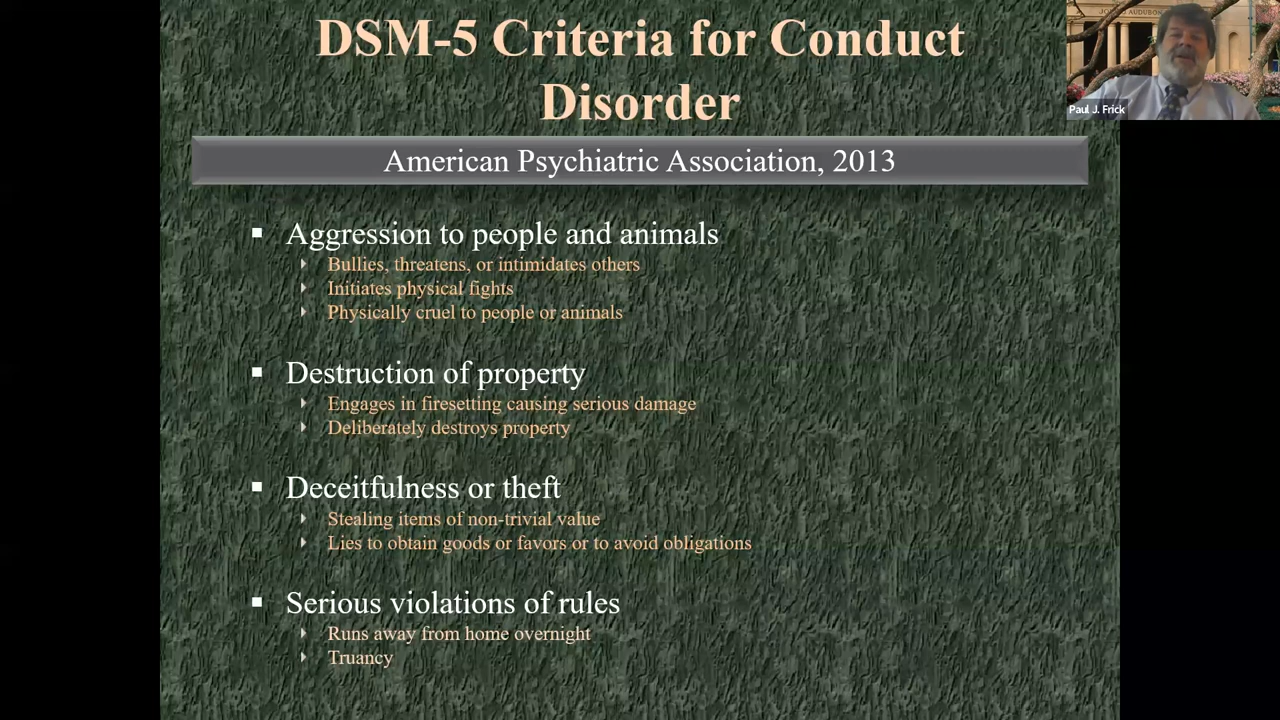 DSM-5 Criteria for Conduct
Disorder
American Psychiatric Association, 2013
Aggression to people and animals
Bullies, threatens, or intimidates others
Initiates physical fights
Physically cruel to people or animals
Destruction of property
Engages in firesetting causing serious damage
Deliberately destroys property
Deceitfulness or theft
Stealing items of non-trivial value
Lies to obtain goods or favors or to avoid obligations
Serious violations of rules
Runs away from home overnight
Truancy
AUDUBON
Paul J. Frick